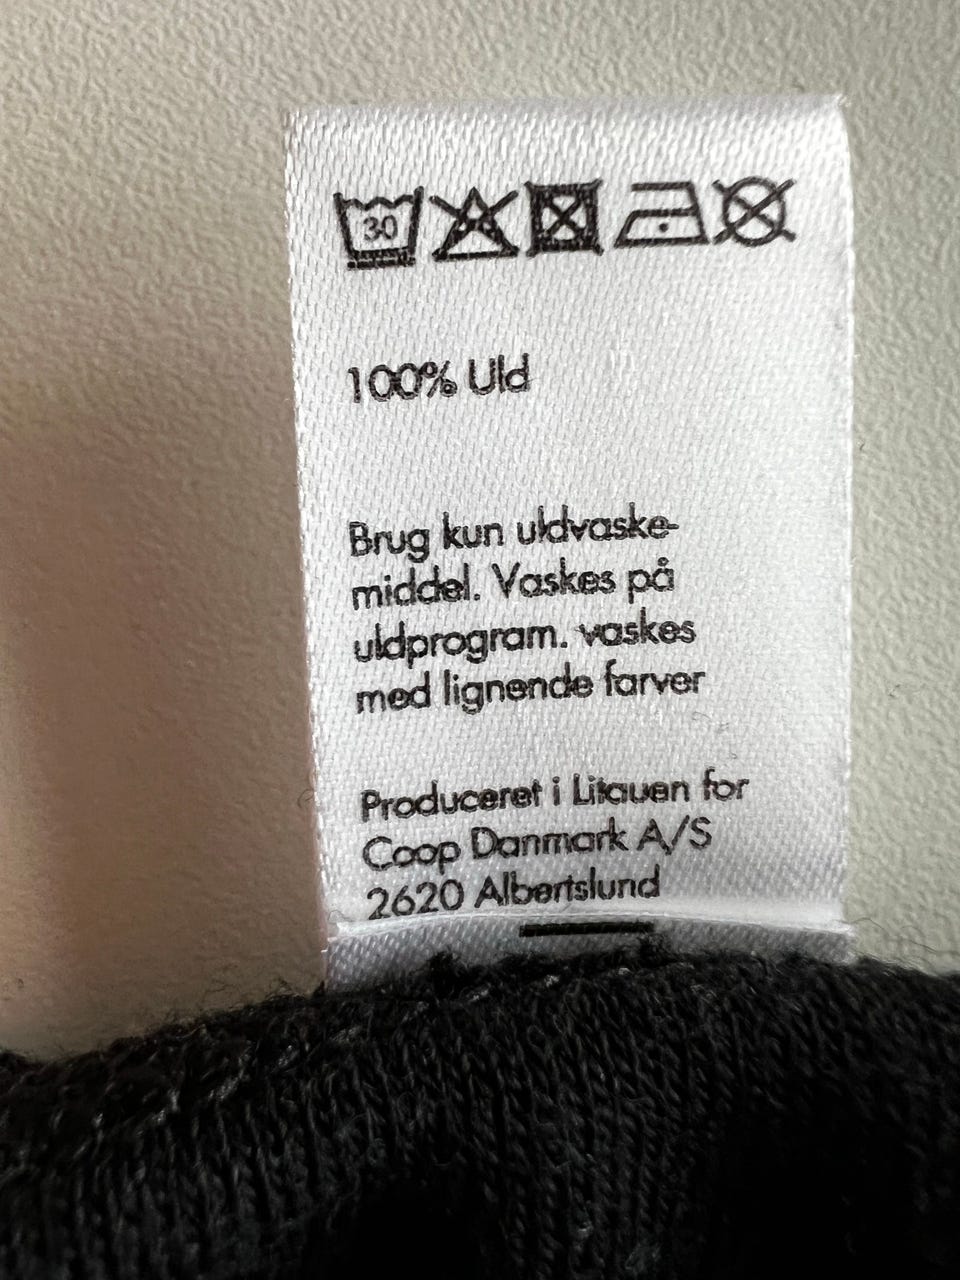 30
100% Uld
Brug kun uldvaske-
middel. Vaskes på
uldprogram. vaskes
med lignende farver
Produceret i Litauen for
Coop Danmark A/S
2620 Albertslund